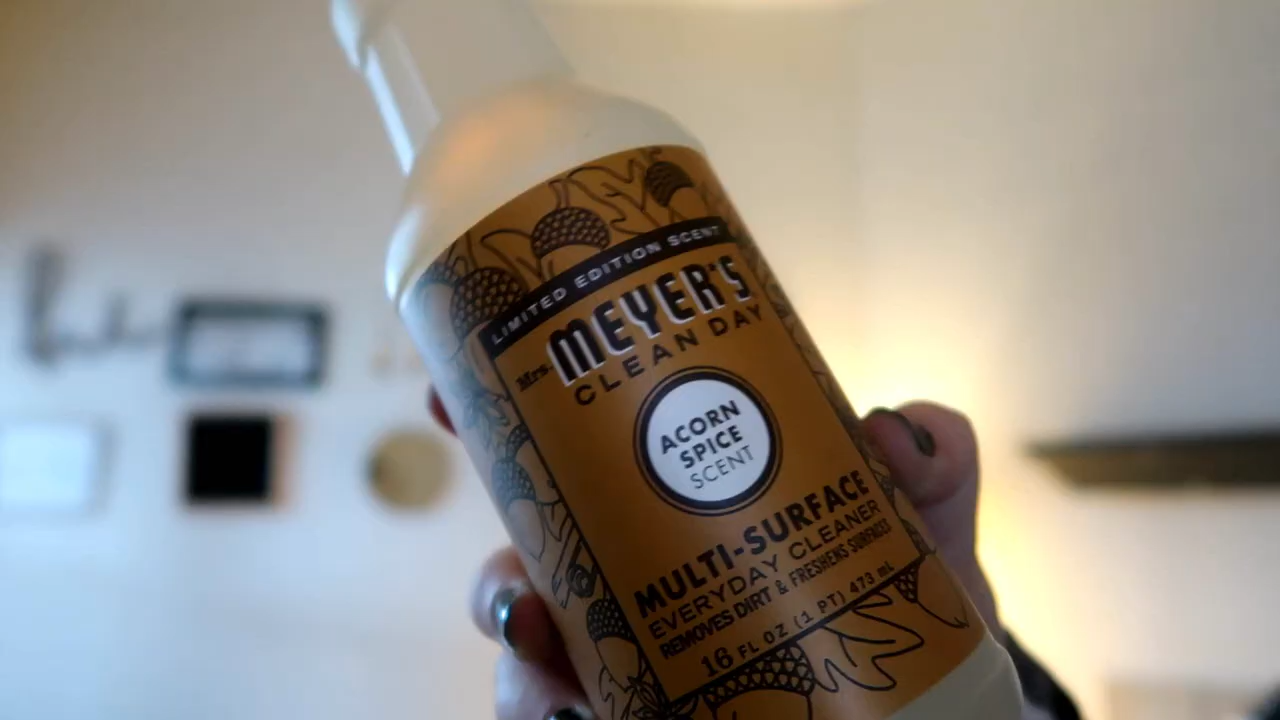 LIMITED EDITION SCENT
Mrs. MEYER'S
CLEAN DAY
ACORN
SPICE
SCENT
MULTI-SURFACE
EVERYDAY CLEANER
REMOVES DIRT & FRESHENS SURFACES
16 FL OZ (1 PT) 473 mL